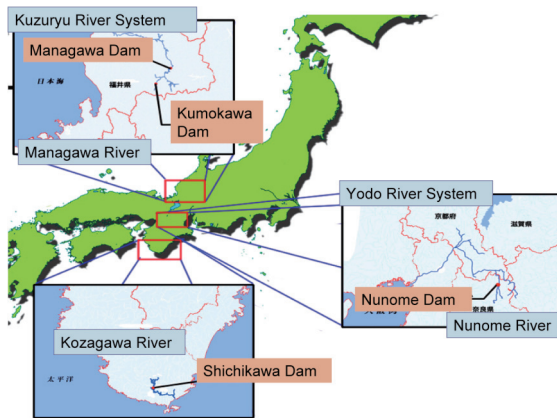 Kuzuryu River System
Managawa Dam
日本海
福井県
Kumokawa
Dam
Managawa River
Yodo River System
京都府
滋賀県
Nunome Dam
奈良県
Nunome River
Kozagawa River
Shichikawa Dam
太平洋